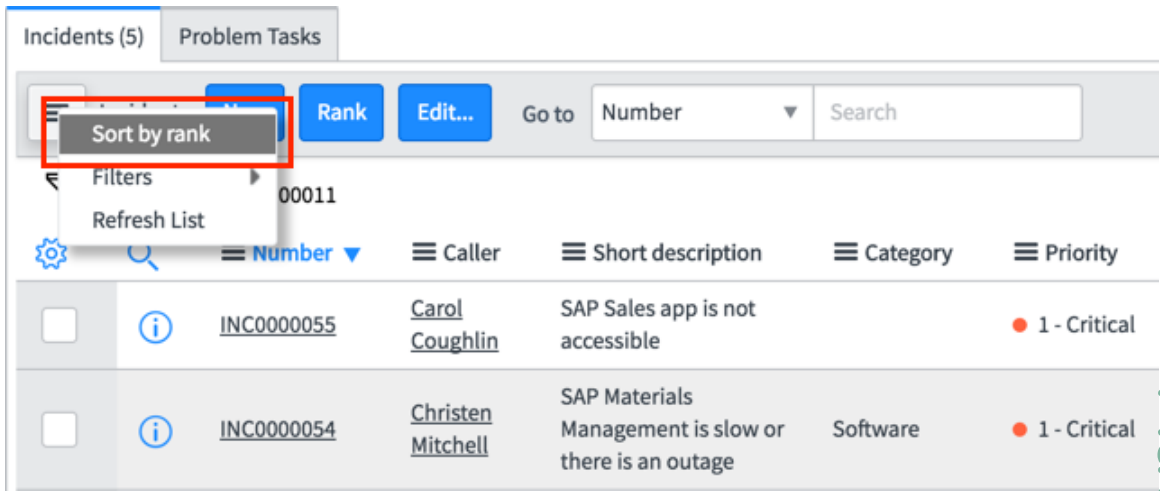 Incidents (5) Problem Tasks
Rank Edit... Go to Number Search
Sort by rank
Filters
00011
Refresh List
Number Caller Short description Category Priority
INC0000055 Carol Coughlin SAP Sales app is not accessible 1 - Critical
INC0000054 Christen Mitchell SAP Materials Management is slow or there is an outage Software 1 - Critical